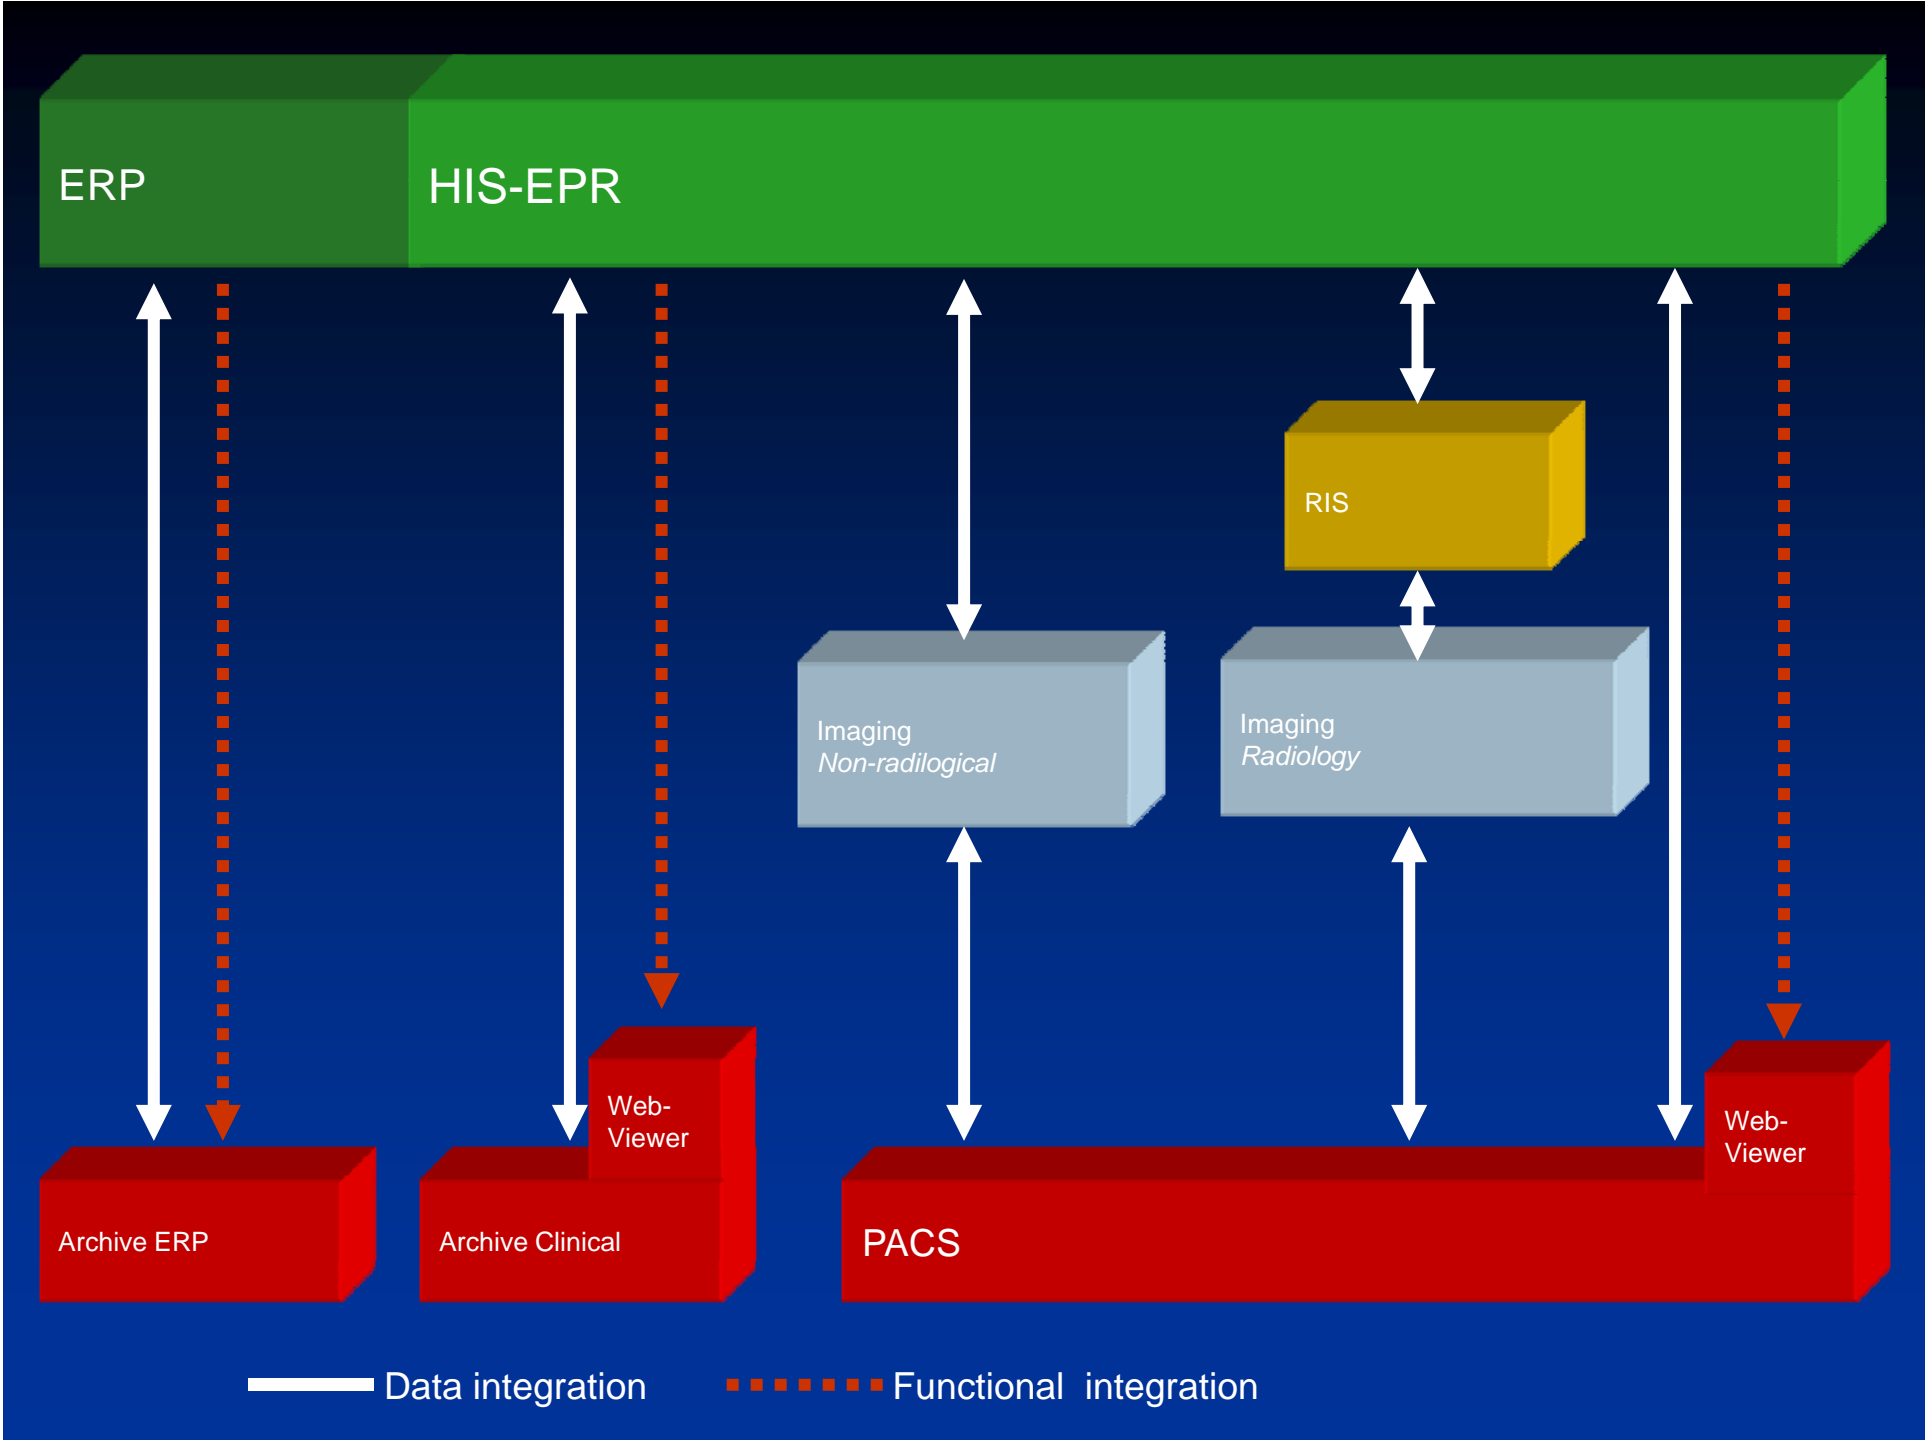 ERP
HIS-EPR
RIS
Imaging
Non-radilogical
Imaging
Radiology
Web-
Viewer
Web-
Viewer
Archive ERP
Archive Clinical
PACS
Data integration
Functional integration